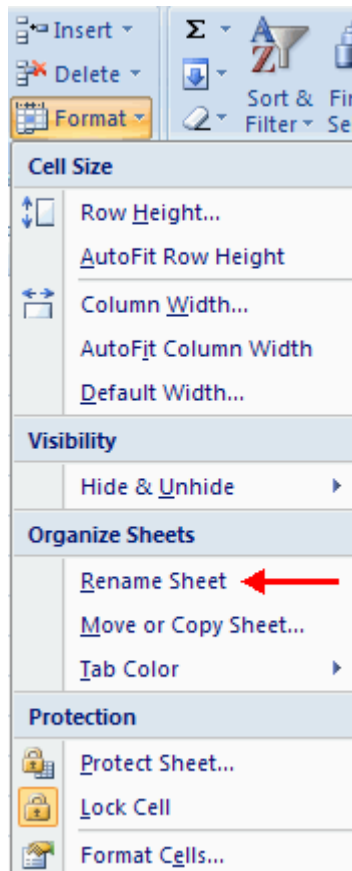 Insert
Σ
A
Z
Delete
Sort &
Format
Filter
Cell Size
Row Height...
AutoFit Row Height
Column Width...
AutoFit Column Width
Default Width...
Visibility
Hide & Unhide
Organize Sheets
Rename Sheet
Move or Copy Sheet...
Tab Color
Protection
Protect Sheet...
Lock Cell
Format Cells...